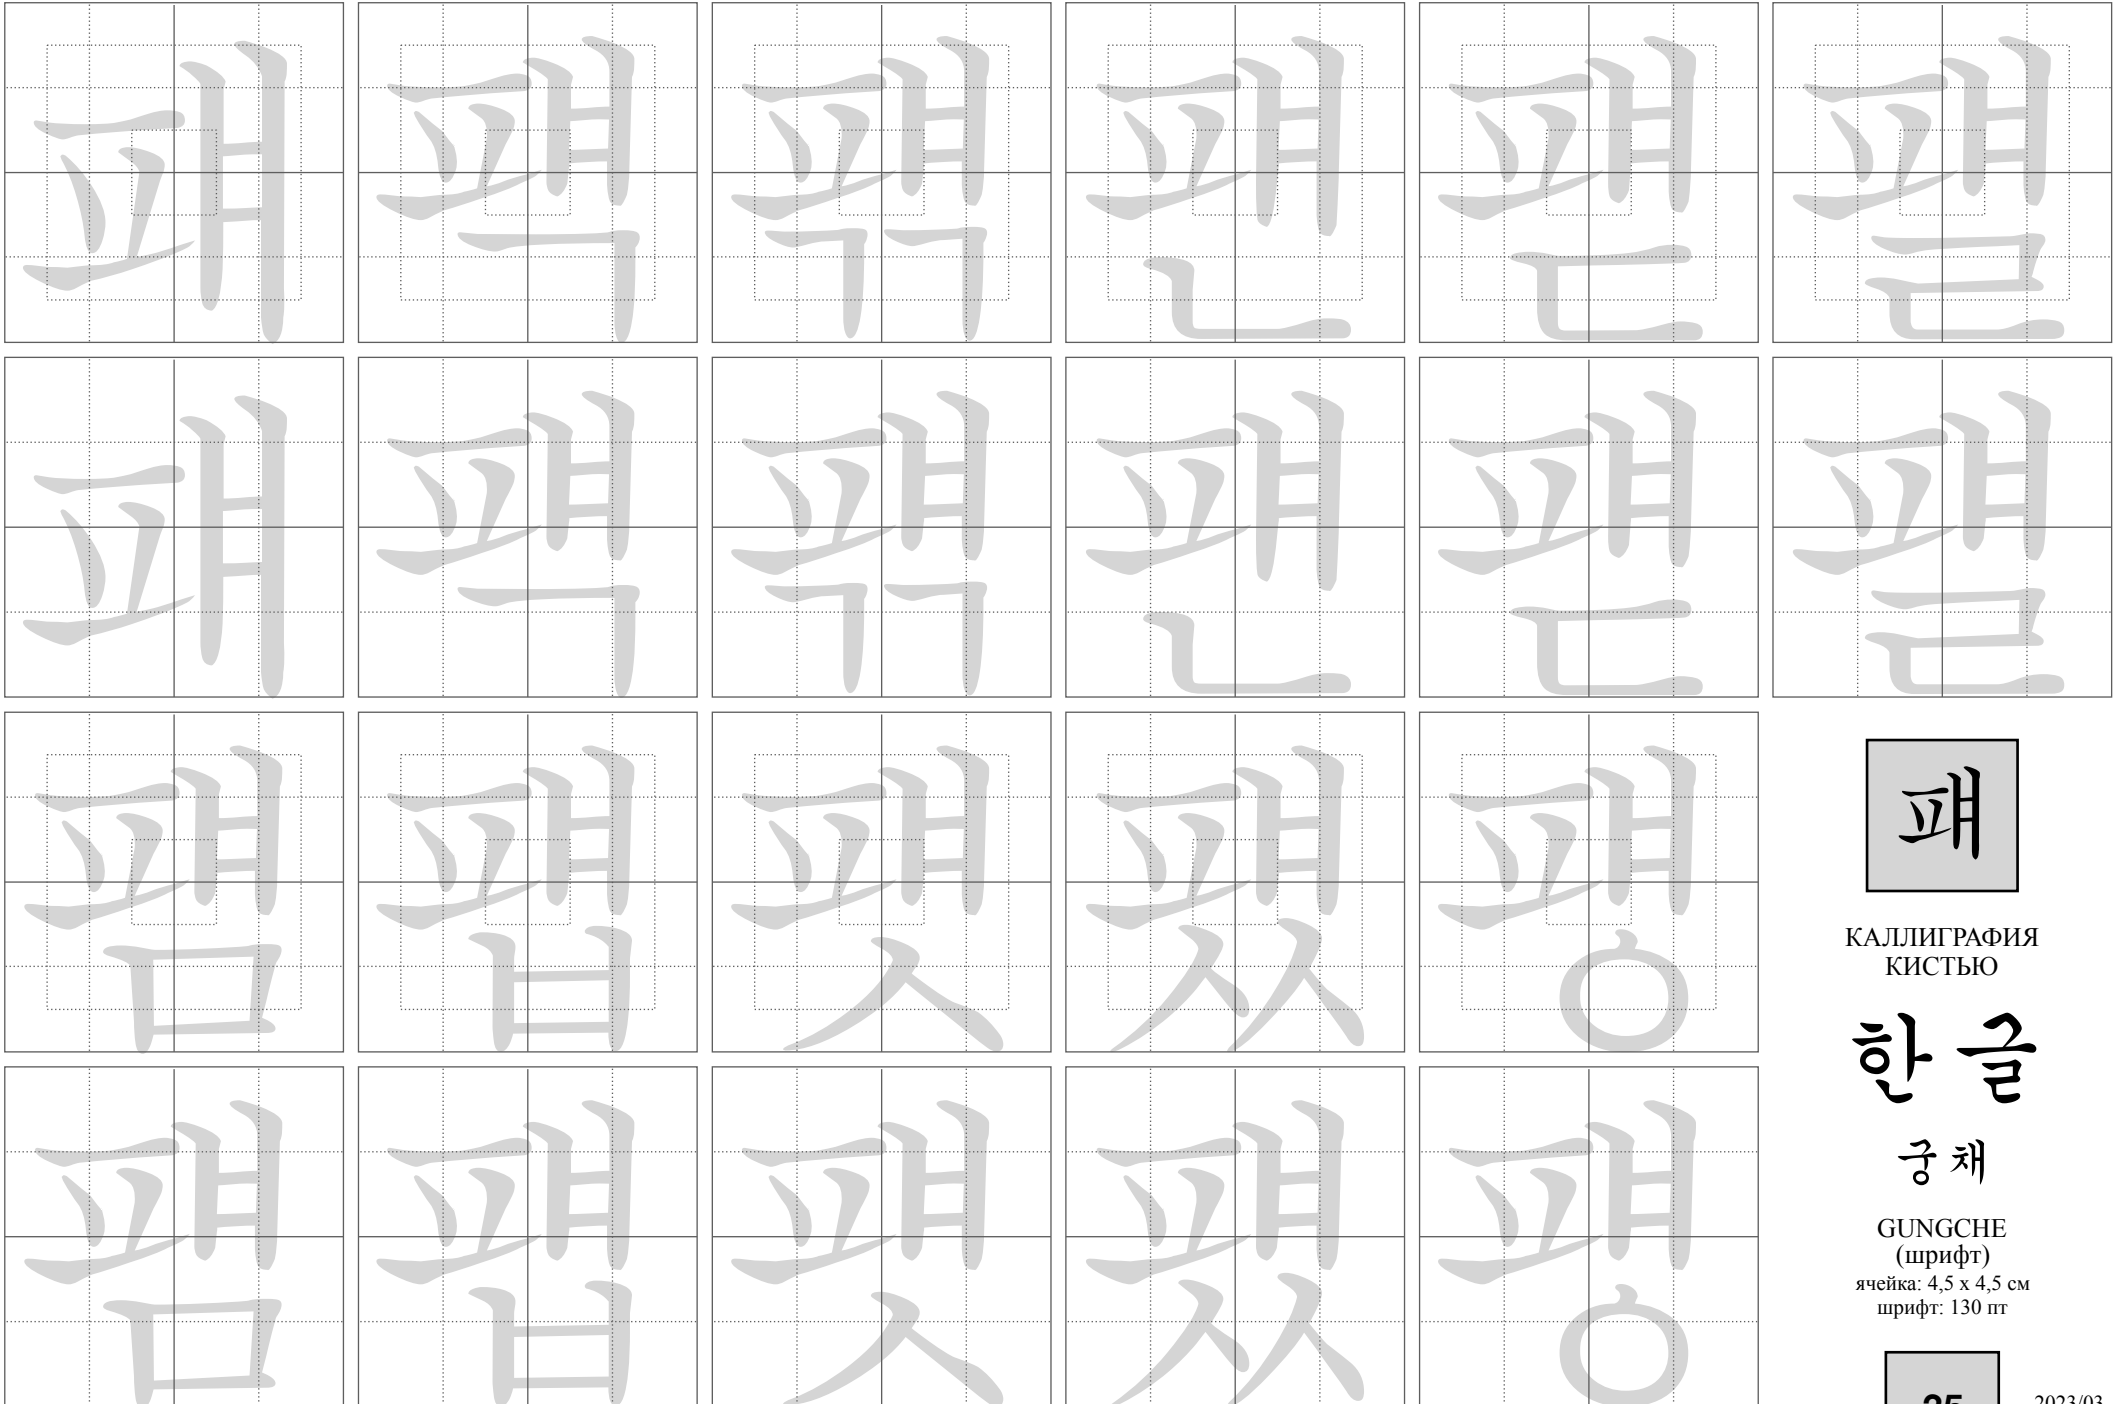 퍠 퍡 퍢 퍤 퍧 퍨
퍠 퍡 퍢 퍤 퍧 퍨
퍰 퍱 퍳 퍴 퍵
퍰 퍱 퍳 퍴 퍵
퍠
КАЛЛИГРАФИЯ
КИСТЬЮ
한글
궁채
GUNGCHE
(шрифт)
ячейка: 4,5 x 4,5 см
шрифт: 130 пт
2023/03